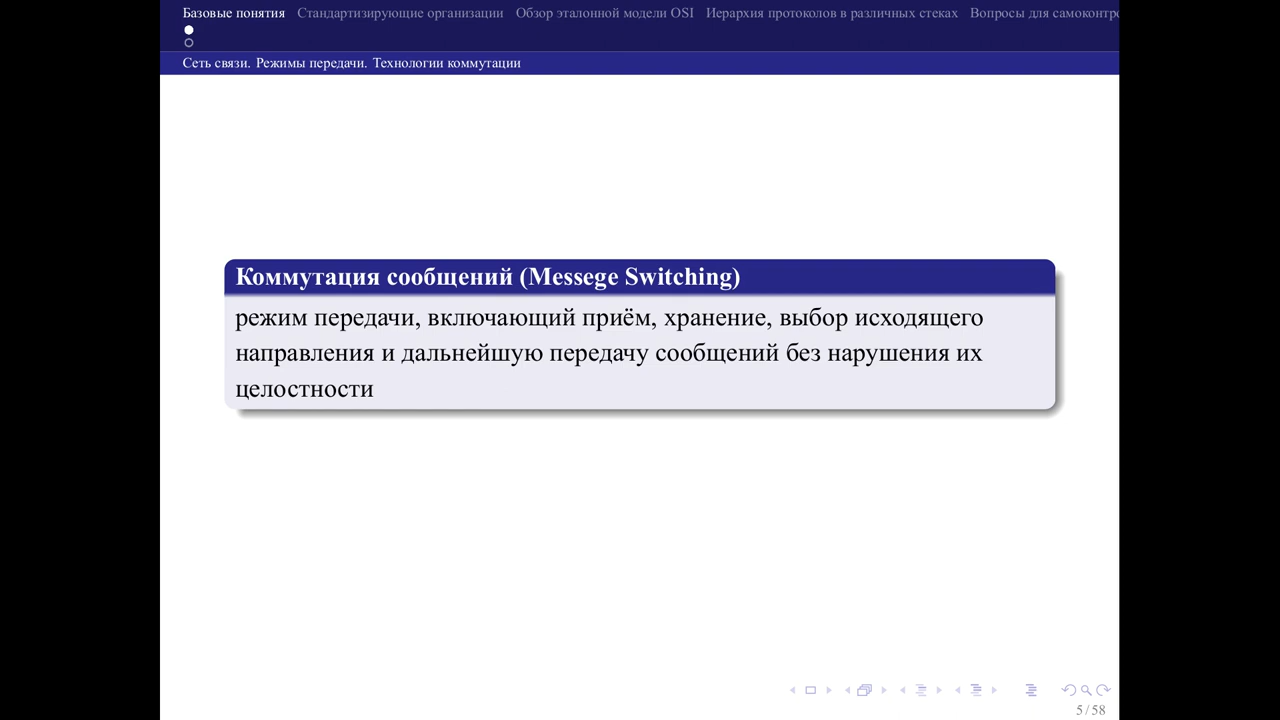 Базовые понятия Стандартизирующие организации Обзор эталонной модели OSI Иерархия протоколов в различных стеках Вопросы для самоконтро
Сеть связи. Режимы передачи. Технологии коммутации
Коммутация сообщений (Messege Switching)
режим передачи, включающий приём, хранение, выбор исходящего
направления и дальнейшую передачу сообщений без нарушения их
целостности
5 / 58